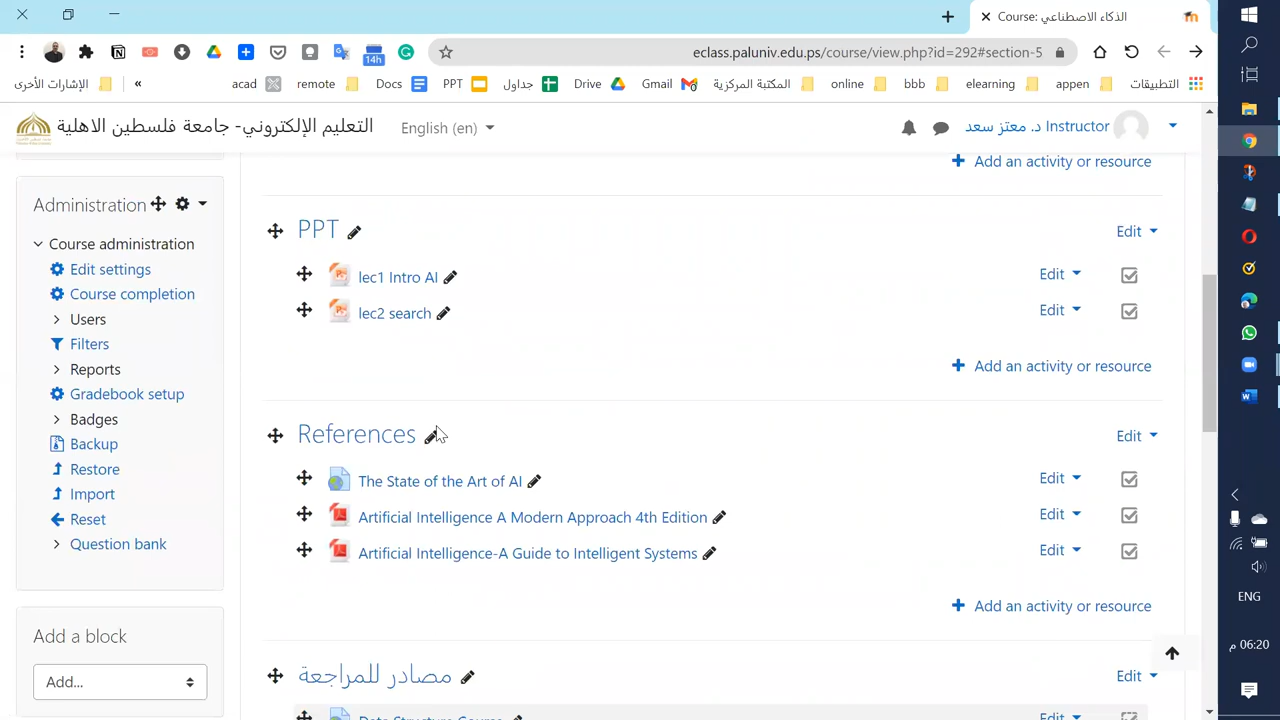 Course: الذكاء الاصطناعي
eclass.paluniv.edu.ps/course/view.php?id=292#section-5
14h
التطبيقات
appen
elearning
bbb
online
المكتبة المركزية
Gmail
Drive
جداول
PPT
Docs
remote
acad
«
الإشارات الأخرى
التعليم الإلكتروني- جامعة فلسطين الاهلية
English (en)
د. معتز سعد Instructor
Add an activity or resource
Administration
Course administration
Edit settings
Course completion
Users
Filters
Reports
Gradebook setup
Badges
Backup
Restore
Import
Reset
Question bank
Add a block
Add...
PPT
Edit
lec1 Intro AI
Edit
lec2 search
Edit
Add an activity or resource
References
Edit
The State of the Art of AI
Edit
Artificial Intelligence A Modern Approach 4th Edition
Edit
Artificial Intelligence-A Guide to Intelligent Systems
Edit
Add an activity or resource
مصادر للمراجعة
Edit
Data Structure Course
Edit
ENG
06:20 م